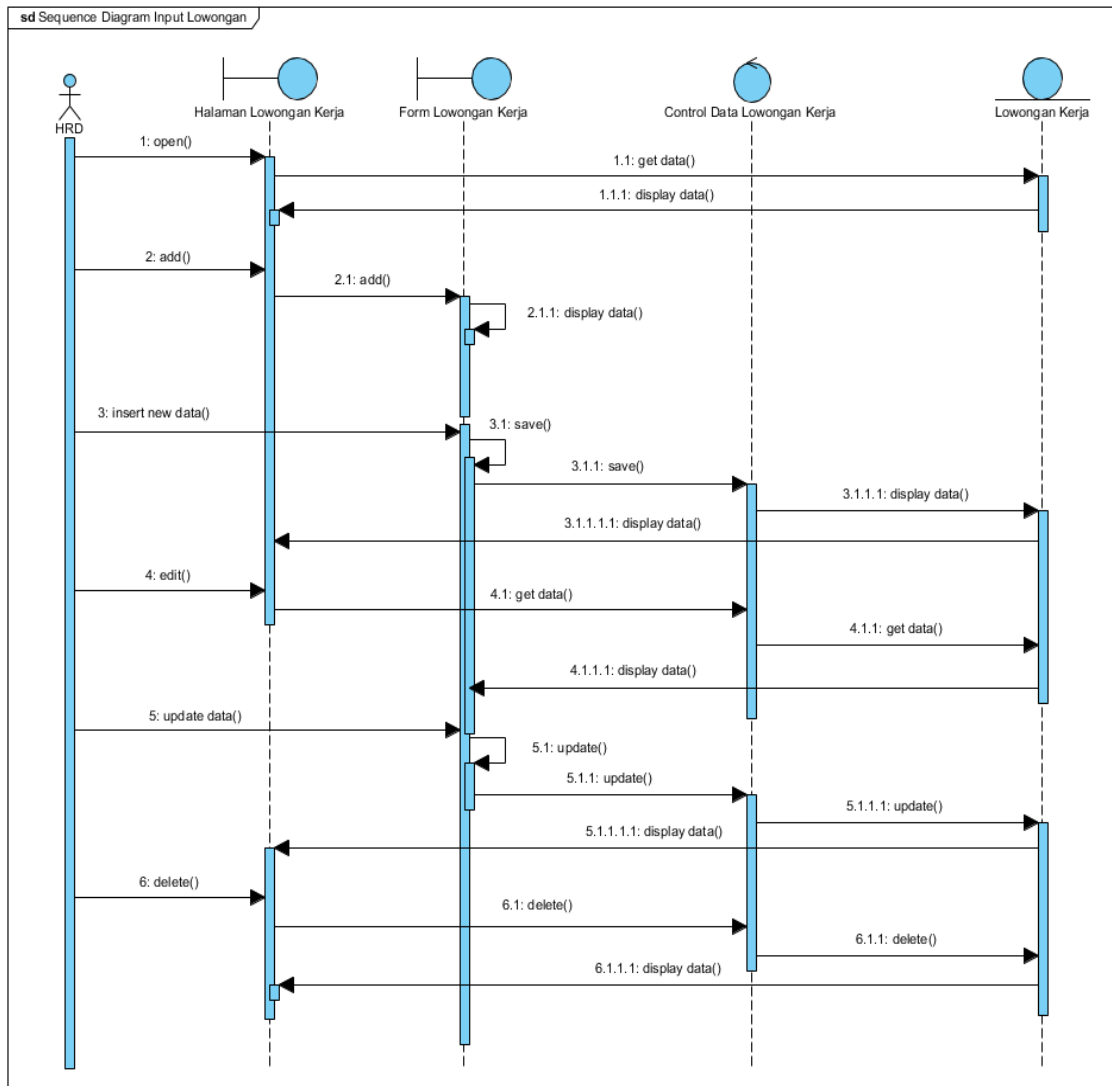 sd Sequence Diagram Input Lowongan
HRD
Halaman Lowongan Kerja
Form Lowongan Kerja
Control Data Lowongan Kerja
Lowongan Kerja
1: open()
1.1: get data()
1.1.1: display data()
2: add()
2.1: add()
2.1.1: display data()
3: insert new data()
3.1: save()
3.1.1: save()
3.1.1.1: display data()
3.1.1.1.1: display data()
4: edit()
4.1: get data()
4.1.1: get data()
4.1.1.1: display data()
5: update data()
5.1: update()
5.1.1: update()
5.1.1.1: update()
5.1.1.1.1: display data()
6: delete()
6.1: delete()
6.1.1: delete()
6.1.1.1: display data()